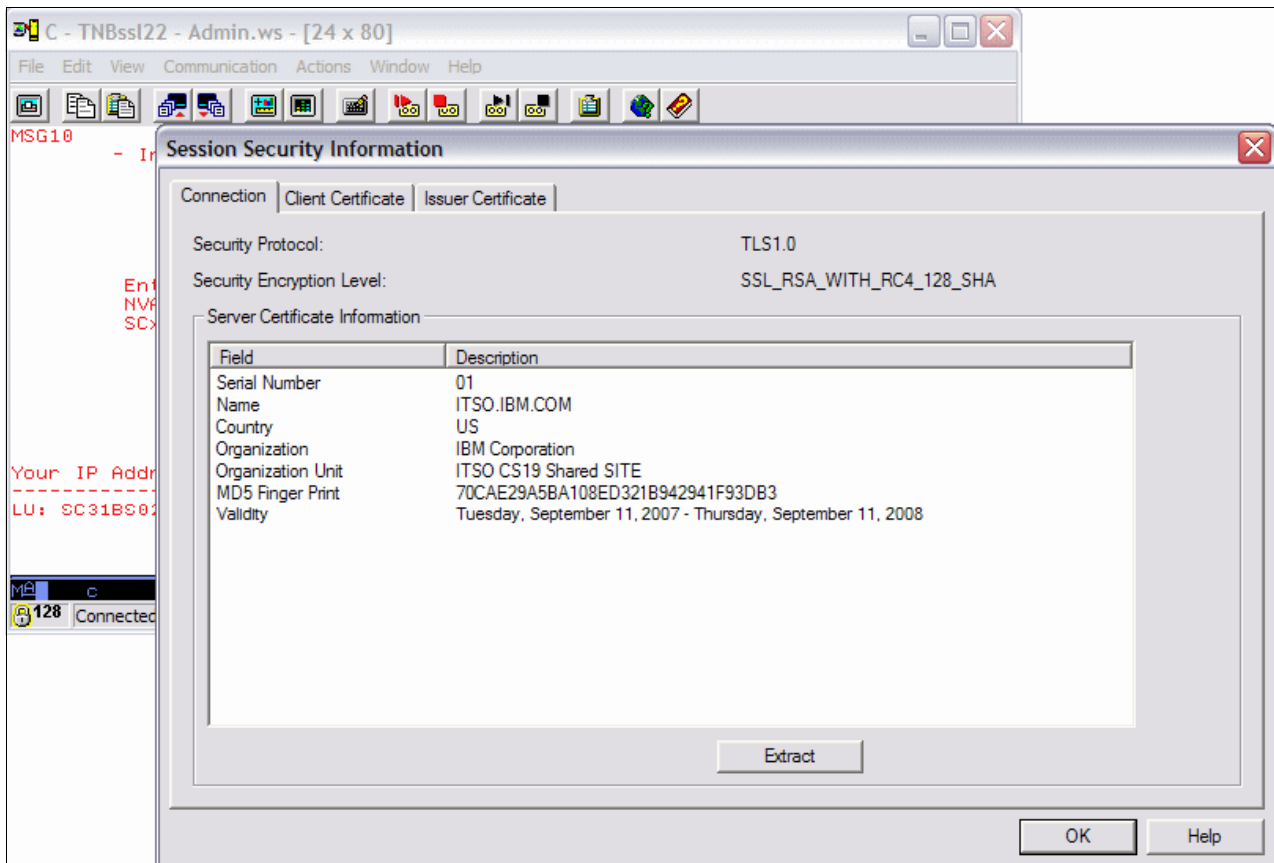 C - TNBssl22 - Admin.ws - [24 x 80]
File Edit View Communication Actions Window Help
MSG10
Session Security Information
Connection Client Certificate Issuer Certificate
Security Protocol: TLS1.0
Security Encryption Level: SSL_RSA_WITH_RC4_128_SHA
Server Certificate Information
Field Description
Serial Number 01
Name ITSO.IBM.COM
Country US
Organization IBM Corporation
Organization Unit ITSO CS19 Shared SITE
MD5 Finger Print 70CAE29A5BA108ED321B942941F93DB3
Validity Tuesday, September 11, 2007 - Thursday, September 11, 2008
Your IP Addr
LU: SC31BS02
MA C
128 Connected
Extract
OK Help